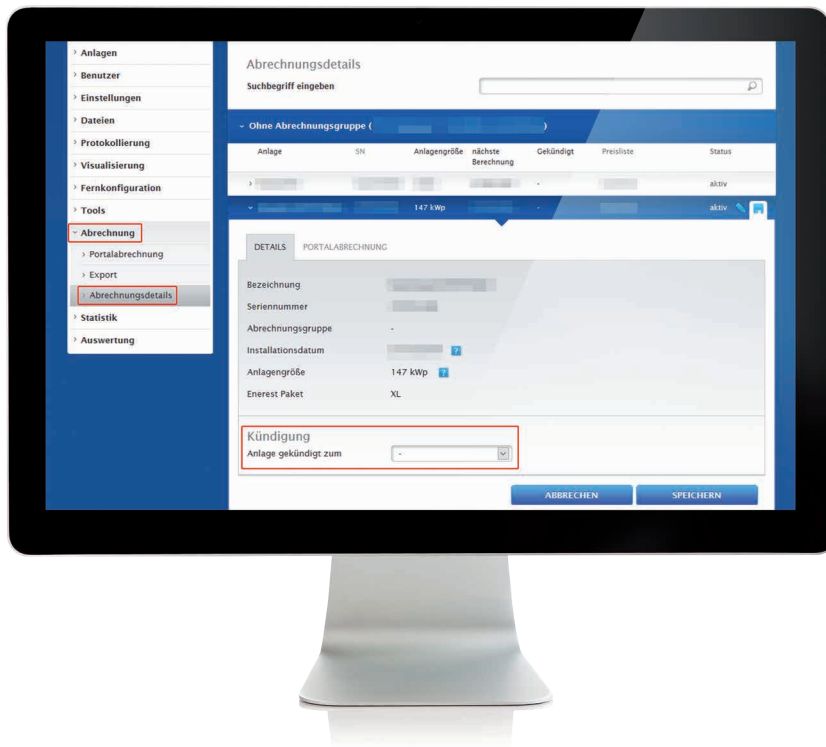 Anlagen
Benutzer
Einstellungen
Dateien
Protokollierung
Visualisierung
Fernkonfiguration
Tools
Abrechnung
Portalabrechnung
Export
Abrechnungsdetails
Statistik
Auswertung
Abrechnungsdetails
Suchbegriff eingeben
Ohne Abrechnungsgruppe ( )
Anlage SN Anlagengröße nächste Berechnung Gekündigt Preisliste Status
- aktiv
147 kWp - aktiv
DETAILS PORTALABRECHNUNG
Bezeichnung
Seriennummer
Abrechnungsgruppe -
Installationsdatum ?
Anlagengröße 147 kWp ?
Enerest Paket XL
Kündigung
Anlage gekündigt zum -
ABBRECHEN SPEICHERN